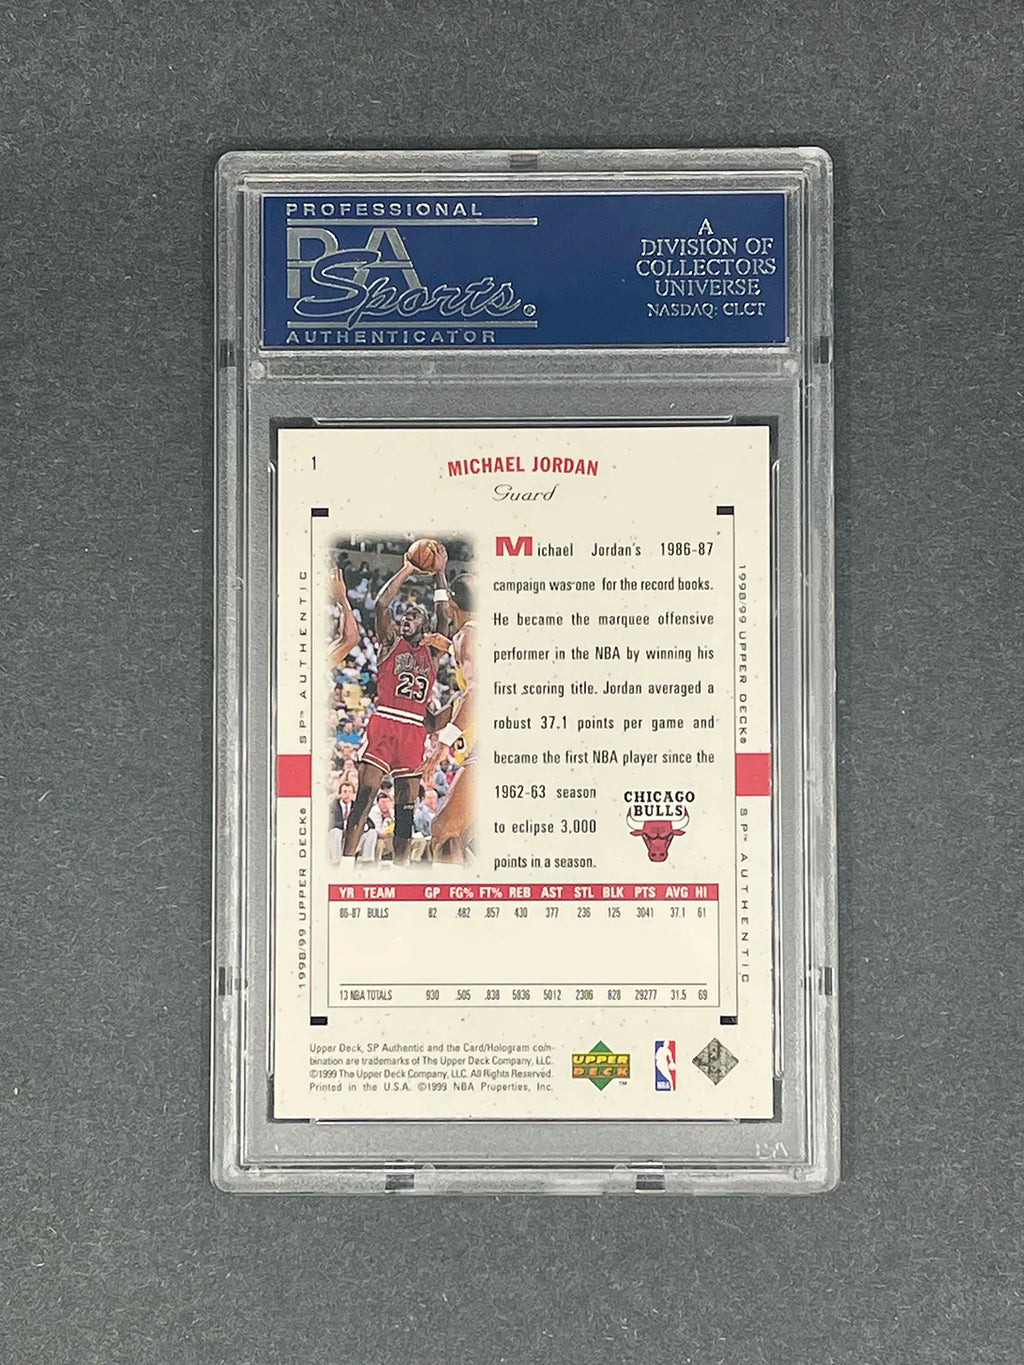 PROFESSIONAL
PSA
Sports.
AUTHENTICATOR
A
DIVISION OF
COLLECTORS
UNIVERSE
NASDAQ: CLCT
1
MICHAEL JORDAN
Guard
Michael Jordan's 1986-87
campaign was one for the record books.
He became the marquee offensive
performer in the NBA by winning his
first scoring title. Jordan averaged a
robust 37.1 points per game and
became the first NBA player since the
1962-63 season
to eclipse 3,000
points in a season.
CHICAGO
BULLS
BULLS
23
SP™ AUTHENTIC
1998/99 UPPER DECK®
1998/99 UPPER DECK®
SP™ AUTHENTIC
YR TEAM GP FG% FT% REB AST STL BLK PTS AVG HI
86-87 BULLS 82 .482 .857 430 377 236 125 3041 37.1 61
13 NBA TOTALS 930 .505 .838 5836 5012 2306 828 29277 31.5 69
Upper Deck, SP Authentic and the Card/Hologram com-
bination are trademarks of The Upper Deck Company, LLC.
©1999 The Upper Deck Company, LLC. All Rights Reserved.
Printed in the U.S.A. ©1999 NBA Properties, Inc.
UPPER
DECK
™
NBA